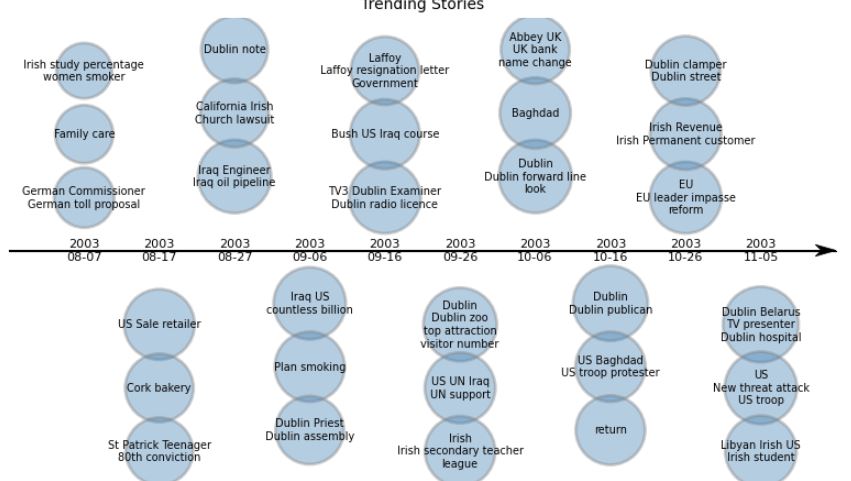 Trending Stories
Irish study percentage
women smoker
Family care
German Commissioner
German toll proposal
Dublin note
California Irish
Church lawsuit
Iraq Engineer
Iraq oil pipeline
Laffoy
Laffoy resignation letter
Government
Bush US Iraq course
TV3 Dublin Examiner
Dublin radio licence
Abbey UK
UK bank
name change
Baghdad
Dublin
Dublin forward line
look
Dublin clamper
Dublin street
Irish Revenue
Irish Permanent customer
EU
EU leader impasse
reform
2003
08-07
2003
08-17
2003
08-27
2003
09-06
2003
09-16
2003
09-26
2003
10-06
2003
10-16
2003
10-26
2003
11-05
US Sale retailer
Cork bakery
St Patrick Teenager
80th conviction
Iraq US
countless billion
Plan smoking
Dublin Priest
Dublin assembly
Dublin
Dublin zoo
top attraction
visitor number
US UN Iraq
UN support
Irish
Irish secondary teacher
league
Dublin
Dublin publican
US Baghdad
US troop protester
return
Dublin Belarus
TV presenter
Dublin hospital
US
New threat attack
US troop
Libyan Irish US
Irish student